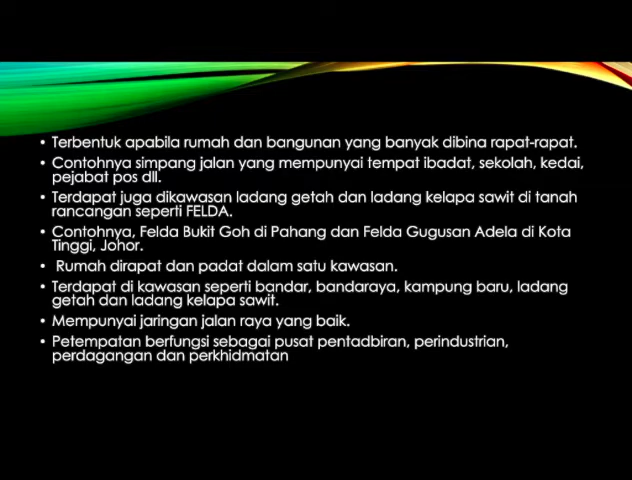 • Terbentuk apabila rumah dan bangunan yang banyak dibina rapat-rapat.
• Contohnya simpang jalan yang mempunyai tempat ibadat, sekolah, kedai,
pejabat pos dll.
• Terdapat juga dikawasan ladang getah dan ladang kelapa sawit di tanah
rancangan seperti FELDA.
• Contohnya, Felda Bukit Goh di Pahang dan Felda Gugusan Adela di Kota
Tinggi, Johor.
• Rumah dirapat dan padat dalam satu kawasan.
• Terdapat di kawasan seperti bandar, bandaraya, kampung baru, ladang
getah dan ladang kelapa sawit.
• Mempunyai jaringan jalan raya yang baik.
• Petempatan berfungsi sebagai pusat pentadbiran, perindustrian,
perdagangan dan perkhidmatan